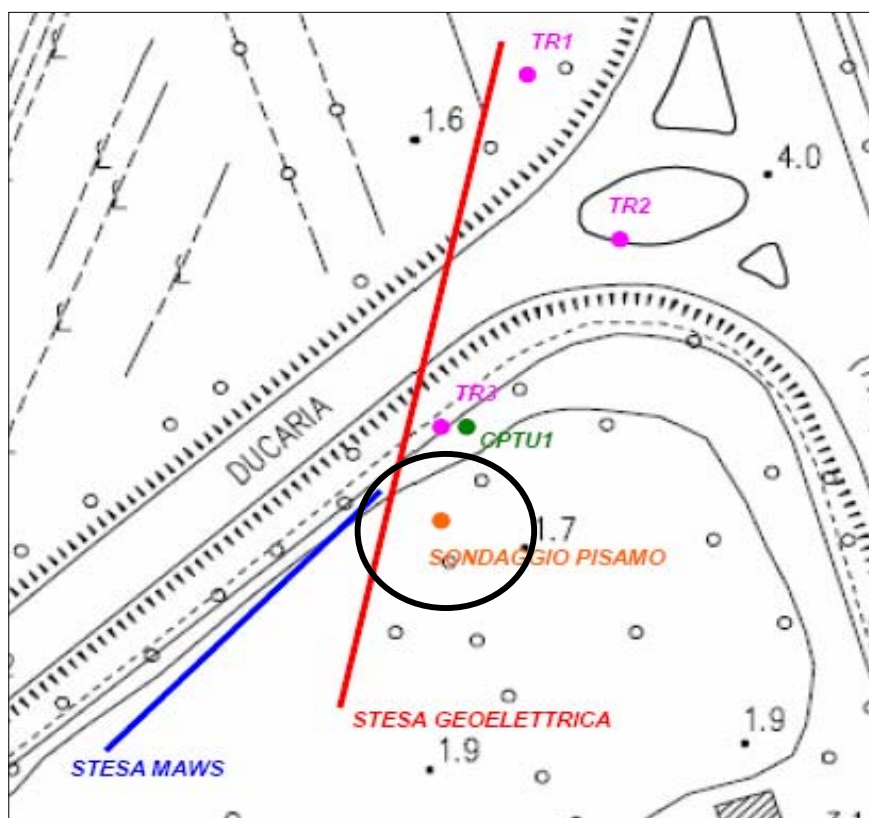 TR1
1.6
4.0
TR2
TR3
DUCARIA
CPTU1
1.7
SONDAGGIO PISAMO
STESA GEOELETTRICA
1.9
STESA MAWS
1.9